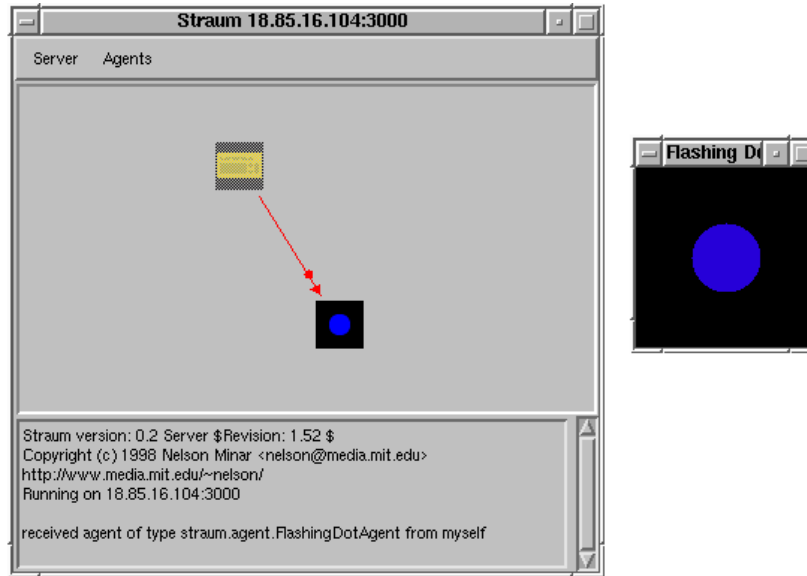 Straum 18.85.16.104:3000
Server Agents
Flashing Do
Straum version: 0.2 Server $Revision: 1.52 $
Copyright (c) 1998 Nelson Minar <nelson@media.mit.edu>
http://www.media.mit.edu/~nelson/
Running on 18.85.16.104:3000
received agent of type straum.agent.FlashingDotAgent from myself